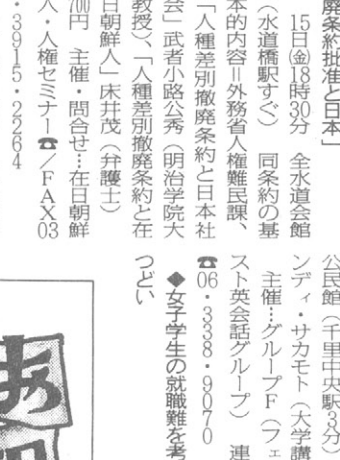 廃条約批准と日本」
15日㈮18時30分　全水道会館
(水道橋駅すぐ)　同条約の基
本的内容＝外務省人権難民課、
「人種差別撤廃条約と日本社
会」武者小路公秀(明治学院大
教授)、「人種差別撤廃条約と在
日朝鮮人」床井茂(弁護士)
700円　主催・問合せ…在日朝鮮
人・人権セミナー☎／FAX03
・3915・2264
公民館(千里中央駅3分)
ンディ・サカモト(大学講
主催…グループF(フェ
スト英会話グループ)　連
☎06・338・9070
◆女子学生の就職難を考
つどい